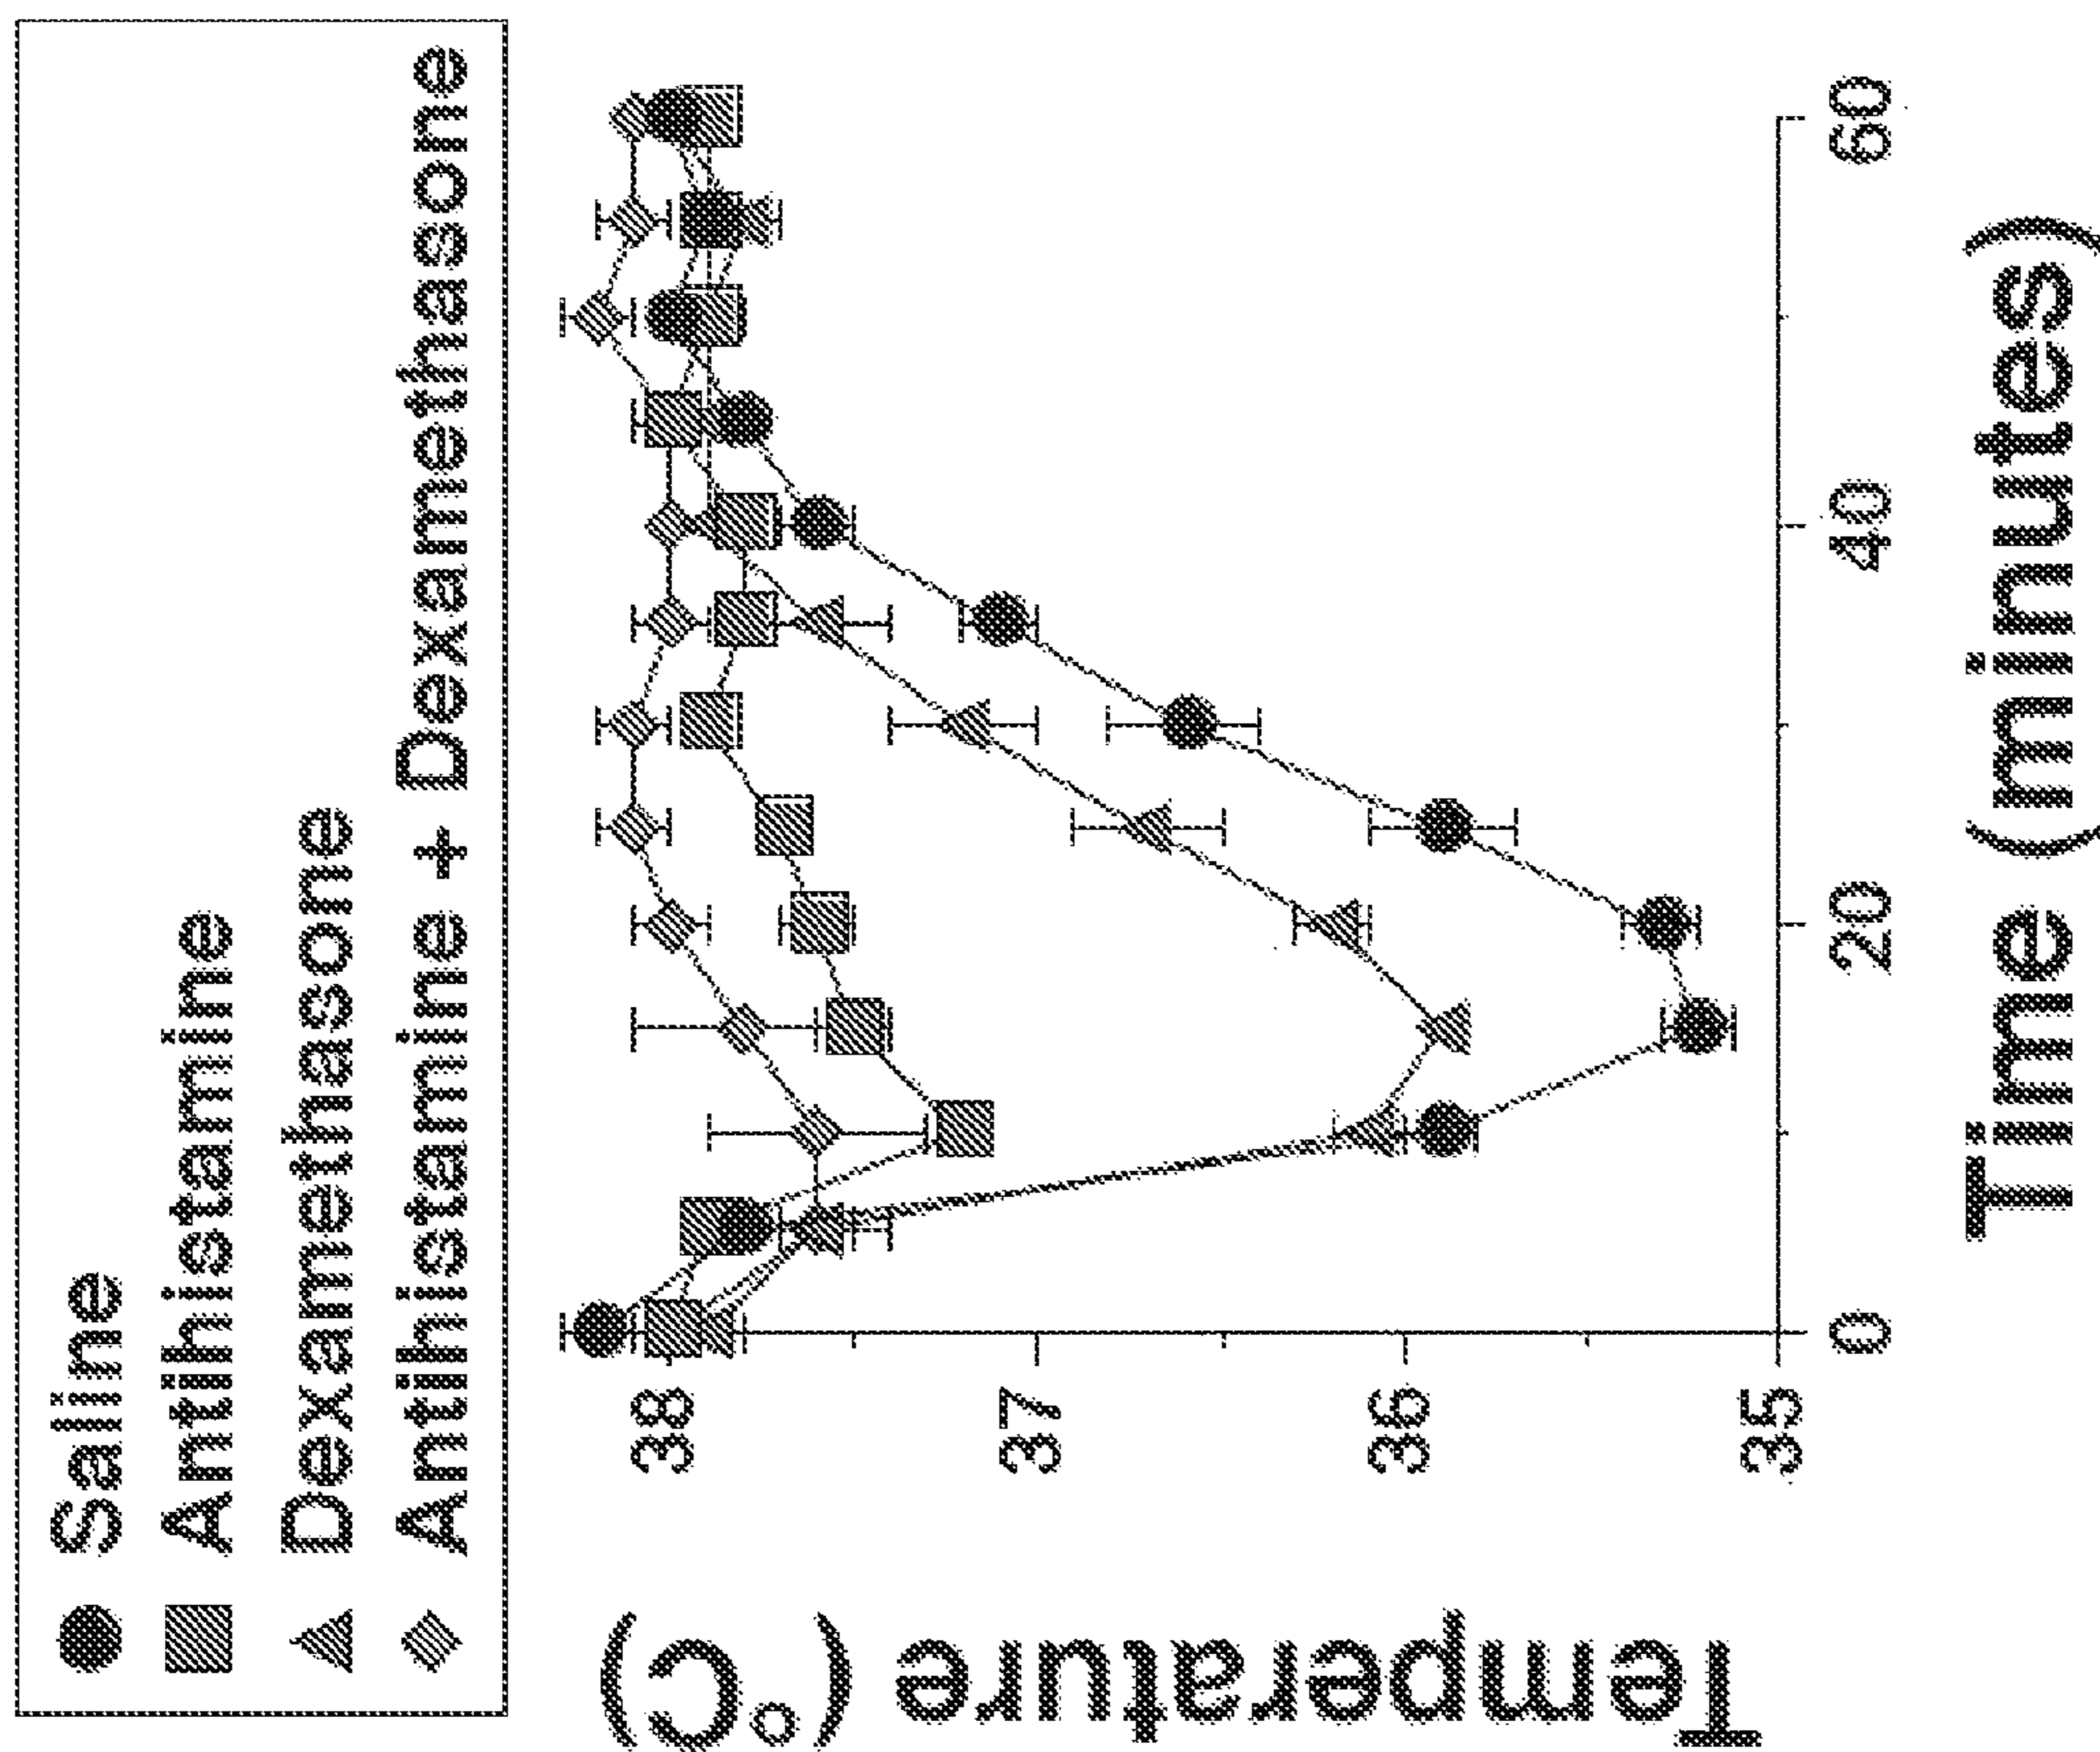 Saline
Antihistamine
Dexamethasone
Antihistamine + Dexamethasone
Temperature (°C)
38
37
36
35
0
20
40
60
Time (minutes)